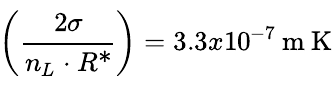 (2σ / (n_L · R*)) = 3.3x10⁻⁷ m K